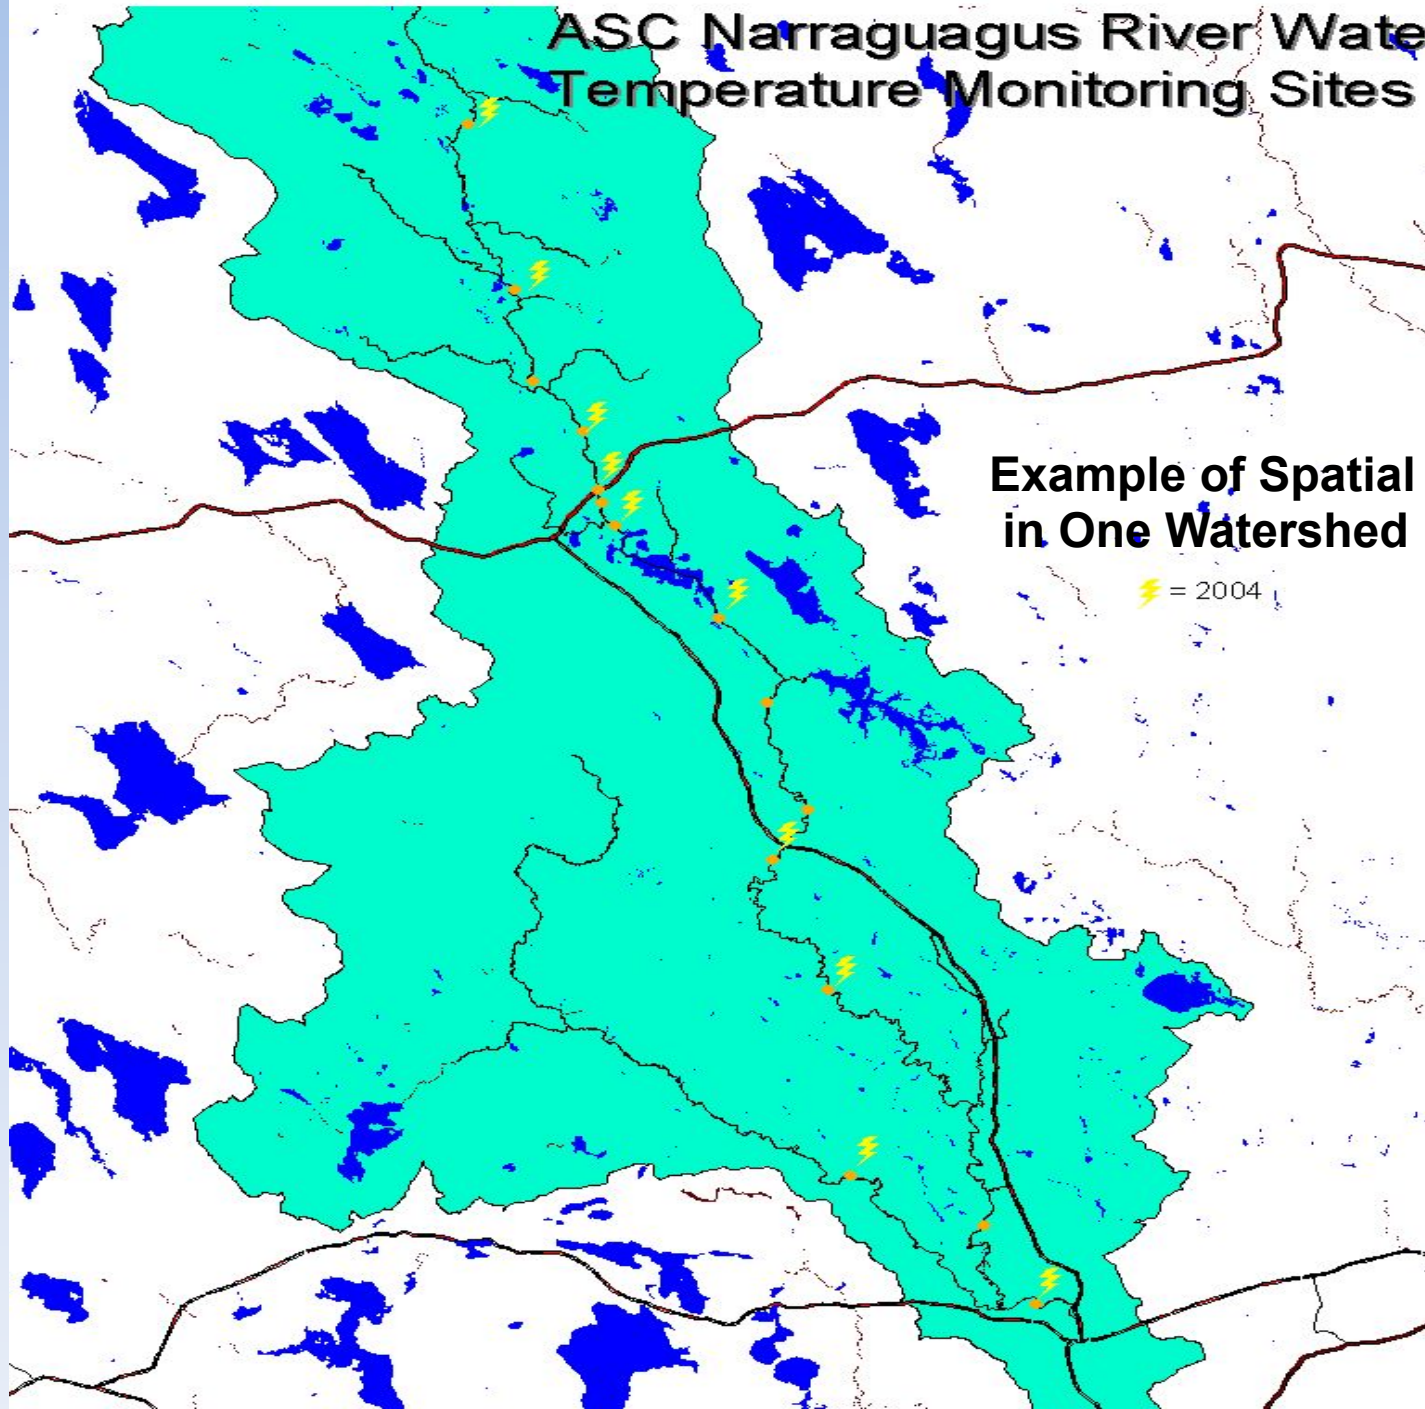 ASC Narraguagus River Wate
Temperature Monitoring Sites
Example of Spatial
in One Watershed
= 2004